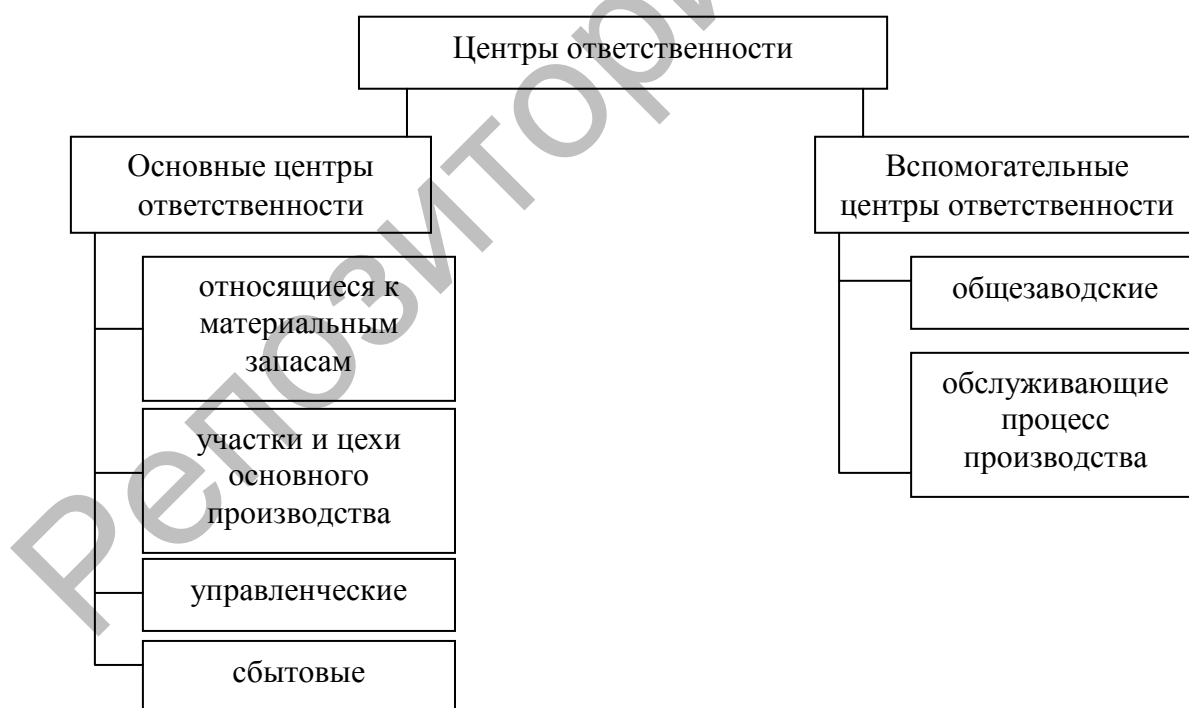 Центры ответственности
Основные центры
ответственности
относящиеся к
материальным
запасам
участки и цехи
основного
производства
управленческие
сбытовые
Вспомогательные
центры ответственности
общезаводские
обслуживающие
процесс
производства
Репозитори